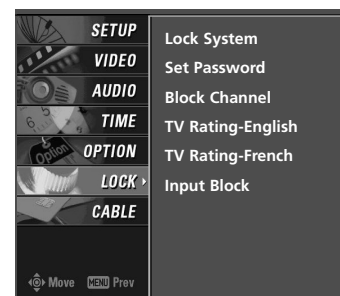 SETUP
VIDEO
AUDIO
TIME
OPTION
LOCK
CABLE
Move MENU Prev
Lock System
Set Password
Block Channel
TV Rating-English
TV Rating-French
Input Block